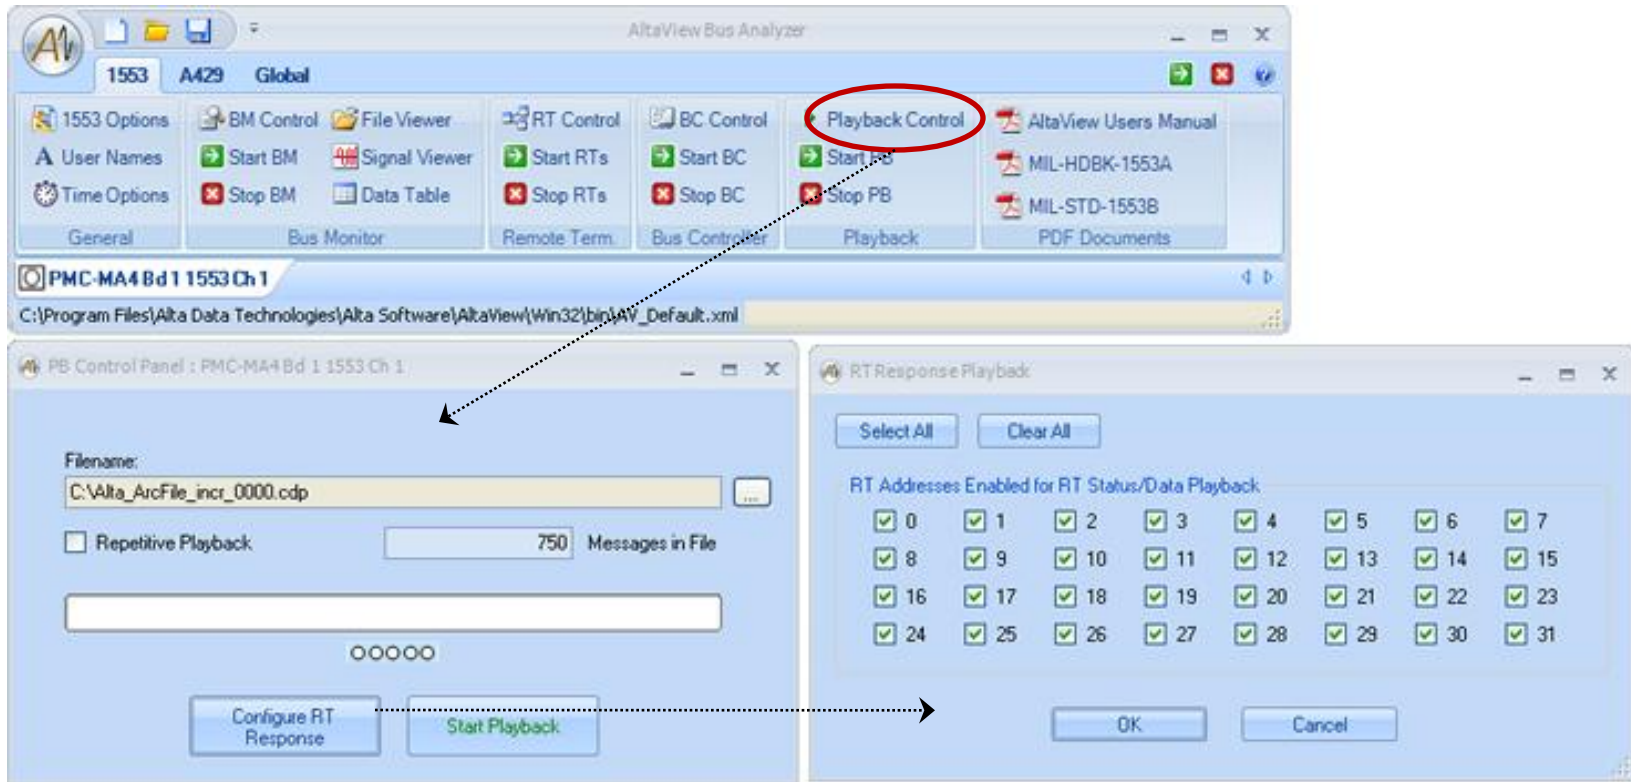 AltaView Bus Analyzer
1553 A429 Global
1553 Options BM Control File Viewer RT Control BC Control Playback Control AltaView Users Manual
A User Names Start BM Signal Viewer Start RTs Start BC Start PB MIL-HDBK-1553A
Time Options Stop BM Data Table Stop RTs Stop BC Stop PB MIL-STD-1553B
General Bus Monitor Remote Term. Bus Controller Playback PDF Documents
PMC-MA4 Bd 1 1553 Ch 1
C:\Program Files\Alta Data Technologies\Alta Software\AltaView\Win32\bin\AV_Default.xml
PB Control Panel : PMC-MA4 Bd 1 1553 Ch 1
Filename:
C:\Alta_ArcFile_incr_0000.cdp
...
Repetitive Playback 750 Messages in File
Configure RT
Response
Start Playback
RT Response Playback
Select All Clear All
RT Addresses Enabled for RT Status/Data Playback
0 1 2 3 4 5 6 7
8 9 10 11 12 13 14 15
16 17 18 19 20 21 22 23
24 25 26 27 28 29 30 31
OK Cancel